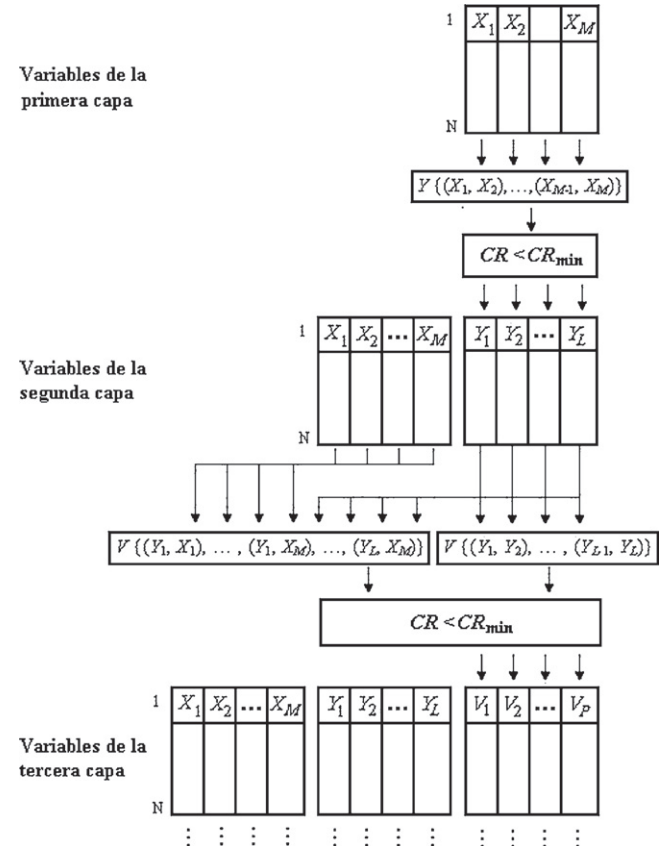 1 X1 X2 XM
Variables de la
primera capa
N
Y {(X1, X2),...,(XM-1, XM)}
CR < CRmin
1 X1 X2 ... XM Y1 Y2 ... YL
Variables de la
segunda capa
N
V {(Y1, X1), ... , (Y1, XM), ..., (YL, XM)} V {(Y1, Y2), ... , (YL-1, YL)}
CR < CRmin
1 X1 X2 ... XM Y1 Y2 ... YL V1 V2 ... VP
Variables de la
tercera capa
N